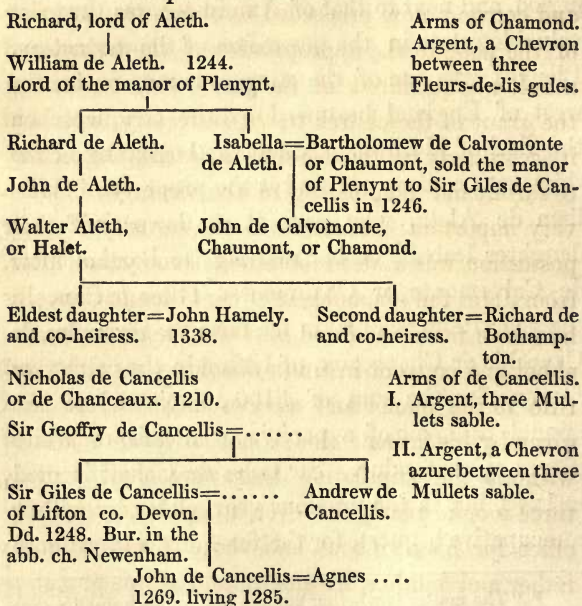 Richard, lord of Aleth.
Arms of Chamond.
Argent, a Chevron
between three
Fleurs-de-lis gules.
William de Aleth. 1244.
Lord of the manor of Plenynt.
Richard de Aleth.
Isabella=Bartholomew de Calvomonte
de Aleth. or Chaumont, sold the manor
of Plenynt to Sir Giles de Can-
cellis in 1246.
John de Aleth.
Walter Aleth,
or Halet.
John de Calvomonte,
Chaumont, or Chamond.
Eldest daughter=John Hamely.
and co-heiress. 1338.
Second daughter=Richard de
and co-heiress. Bothamp-
ton.
Nicholas de Cancellis
or de Chanceaux. 1210.
Arms of de Cancellis.
I. Argent, three Mul-
lets sable.
II. Argent, a Chevron
azure between three
Mullets sable.
Sir Geoffry de Cancellis=......
Sir Giles de Cancellis=......
of Lifton co. Devon.
Dd. 1248. Bur. in the
abb. ch. Newenham.
Andrew de
Cancellis.
John de Cancellis=Agnes ....
1269. living 1285.